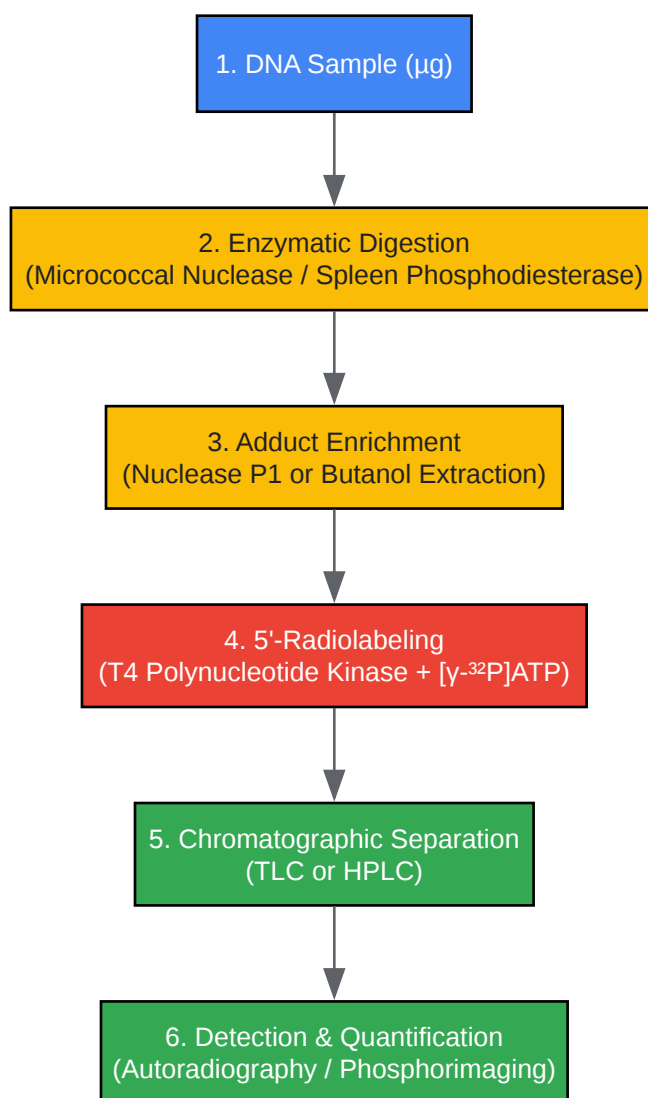 1. DNA Sample (µg)
2. Enzymatic Digestion
(Micrococcal Nuclease / Spleen Phosphodiesterase)
3. Adduct Enrichment
(Nuclease P1 or Butanol Extraction)
4. 5'-Radiolabeling
(T4 Polynucleotide Kinase + [γ-³²P]ATP)
5. Chromatographic Separation
(TLC or HPLC)
6. Detection & Quantification
(Autoradiography / Phosphorimaging)